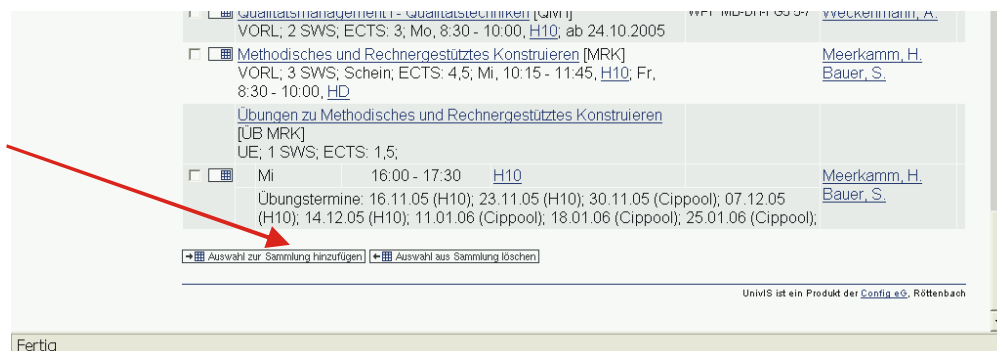 Qualitätsmanagement I - Qualitätstechniken [QMI]
VORL; 2 SWS; ECTS: 3; Mo, 8:30 - 10:00, H10; ab 24.10.2005
Weckenmann, A.
Methodisches und Rechnergestütztes Konstruieren [MRK]
Meerkamm, H.
VORL; 3 SWS; Schein; ECTS: 4,5; Mi, 10:15 - 11:45, H10; Fr,
Bauer, S.
8:30 - 10:00, HD
Übungen zu Methodisches und Rechnergestütztes Konstruieren
[ÜB MRK]
UE; 1 SWS; ECTS: 1,5;
Mi 16:00 - 17:30 H10
Meerkamm, H.
Bauer, S.
Übungstermine: 16.11.05 (H10); 23.11.05 (H10); 30.11.05 (Cippool); 07.12.05
(H10); 14.12.05 (H10); 11.01.06 (Cippool); 18.01.06 (Cippool); 25.01.06 (Cippool);
Auswahl zur Sammlung hinzufügen Auswahl aus Sammlung löschen
UnivIS ist ein Produkt der Config eG, Röttenbach
Fertig